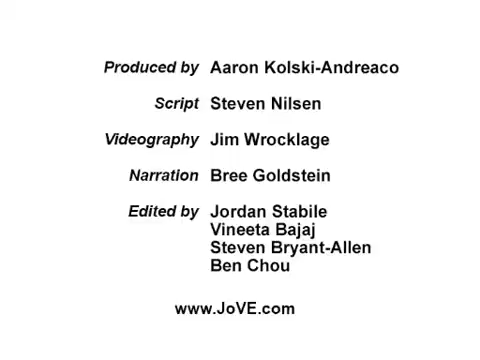 Produced by Aaron Kolski-Andreaco
Script Steven Nilsen
Videography Jim Wrocklage
Narration Bree Goldstein
Edited by Jordan Stabile
Vineeta Bajaj
Steven Bryant-Allen
Ben Chou
www.JoVE.com